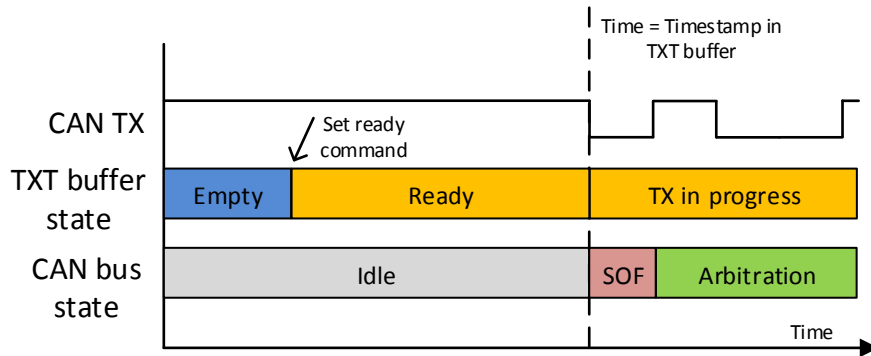 Time = Timestamp in
TXT buffer
CAN TX
Set ready
command
TXT buffer
state
Empty
Ready
TX in progress
CAN bus
state
Idle
SOF
Arbitration
Time